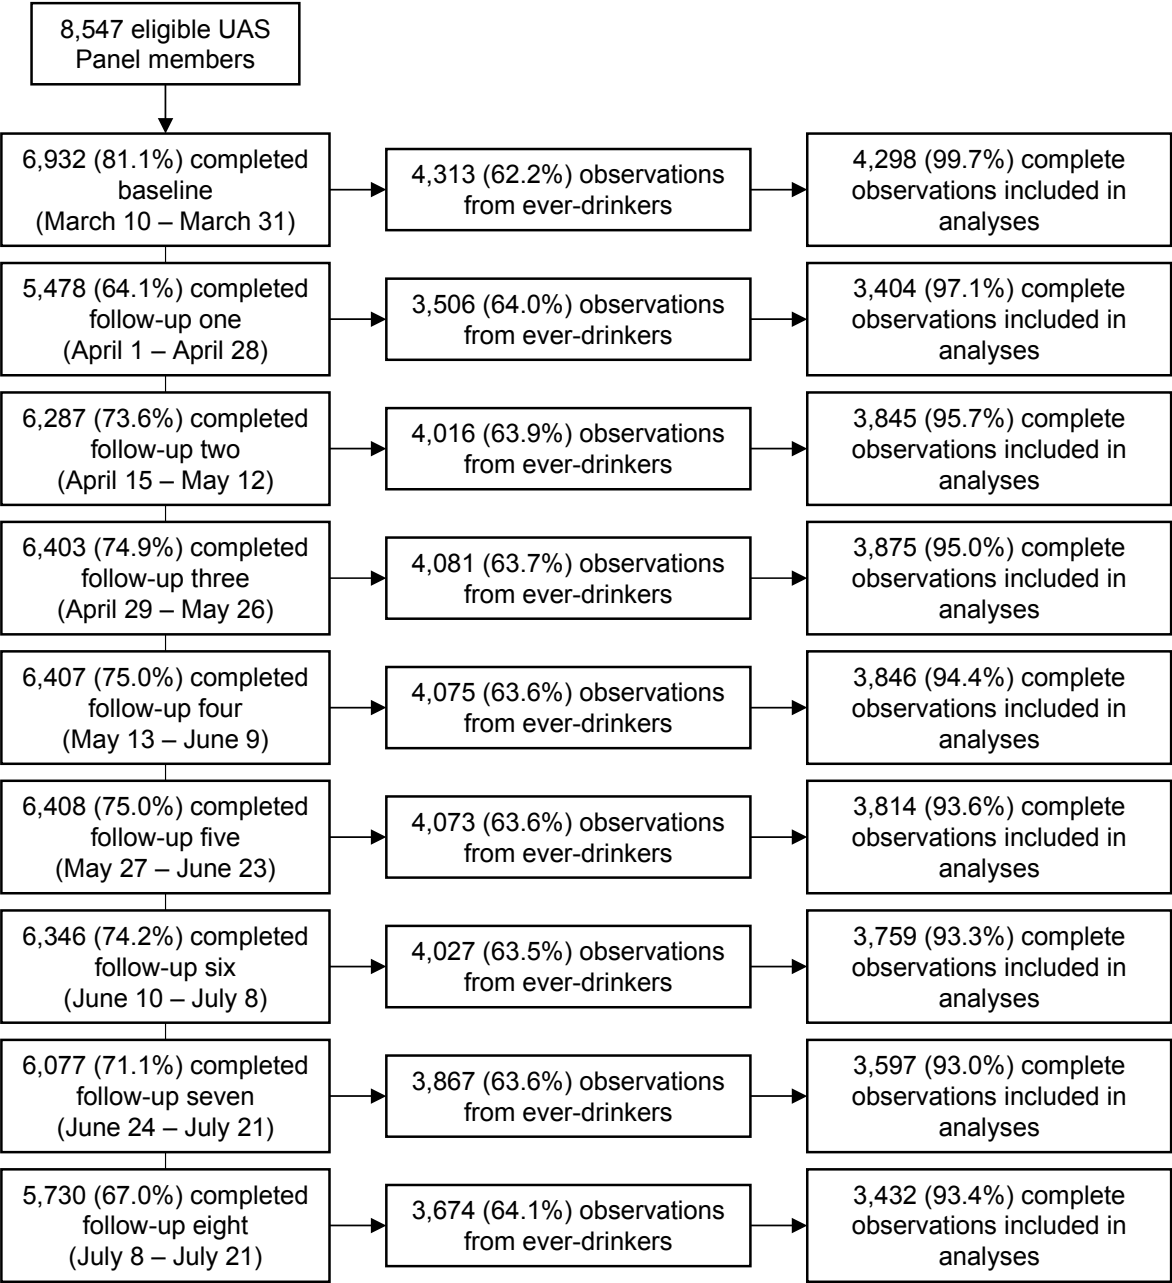 8,547 eligible UAS
Panel members
6,932 (81.1%) completed
baseline
(March 10 – March 31)
4,313 (62.2%) observations
from ever-drinkers
4,298 (99.7%) complete
observations included in
analyses
5,478 (64.1%) completed
follow-up one
(April 1 – April 28)
3,506 (64.0%) observations
from ever-drinkers
3,404 (97.1%) complete
observations included in
analyses
6,287 (73.6%) completed
follow-up two
(April 15 – May 12)
4,016 (63.9%) observations
from ever-drinkers
3,845 (95.7%) complete
observations included in
analyses
6,403 (74.9%) completed
follow-up three
(April 29 – May 26)
4,081 (63.7%) observations
from ever-drinkers
3,875 (95.0%) complete
observations included in
analyses
6,407 (75.0%) completed
follow-up four
(May 13 – June 9)
4,075 (63.6%) observations
from ever-drinkers
3,846 (94.4%) complete
observations included in
analyses
6,408 (75.0%) completed
follow-up five
(May 27 – June 23)
4,073 (63.6%) observations
from ever-drinkers
3,814 (93.6%) complete
observations included in
analyses
6,346 (74.2%) completed
follow-up six
(June 10 – July 8)
4,027 (63.5%) observations
from ever-drinkers
3,759 (93.3%) complete
observations included in
analyses
6,077 (71.1%) completed
follow-up seven
(June 24 – July 21)
3,867 (63.6%) observations
from ever-drinkers
3,597 (93.0%) complete
observations included in
analyses
5,730 (67.0%) completed
follow-up eight
(July 8 – July 21)
3,674 (64.1%) observations
from ever-drinkers
3,432 (93.4%) complete
observations included in
analyses